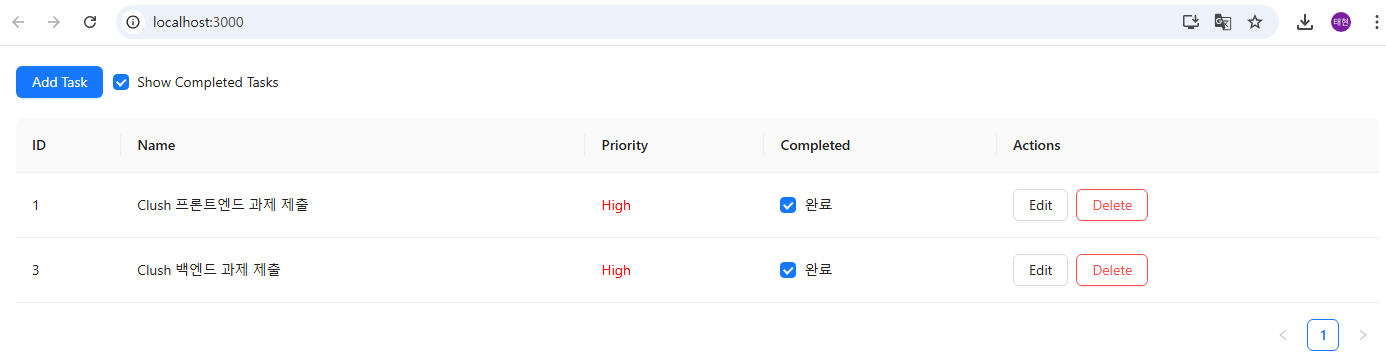 localhost:3000
태현
Add Task Show Completed Tasks
ID Name Priority Completed Actions
1 Clush 프론트엔드 과제 제출 High 완료 Edit Delete
3 Clush 백엔드 과제 제출 High 완료 Edit Delete
1